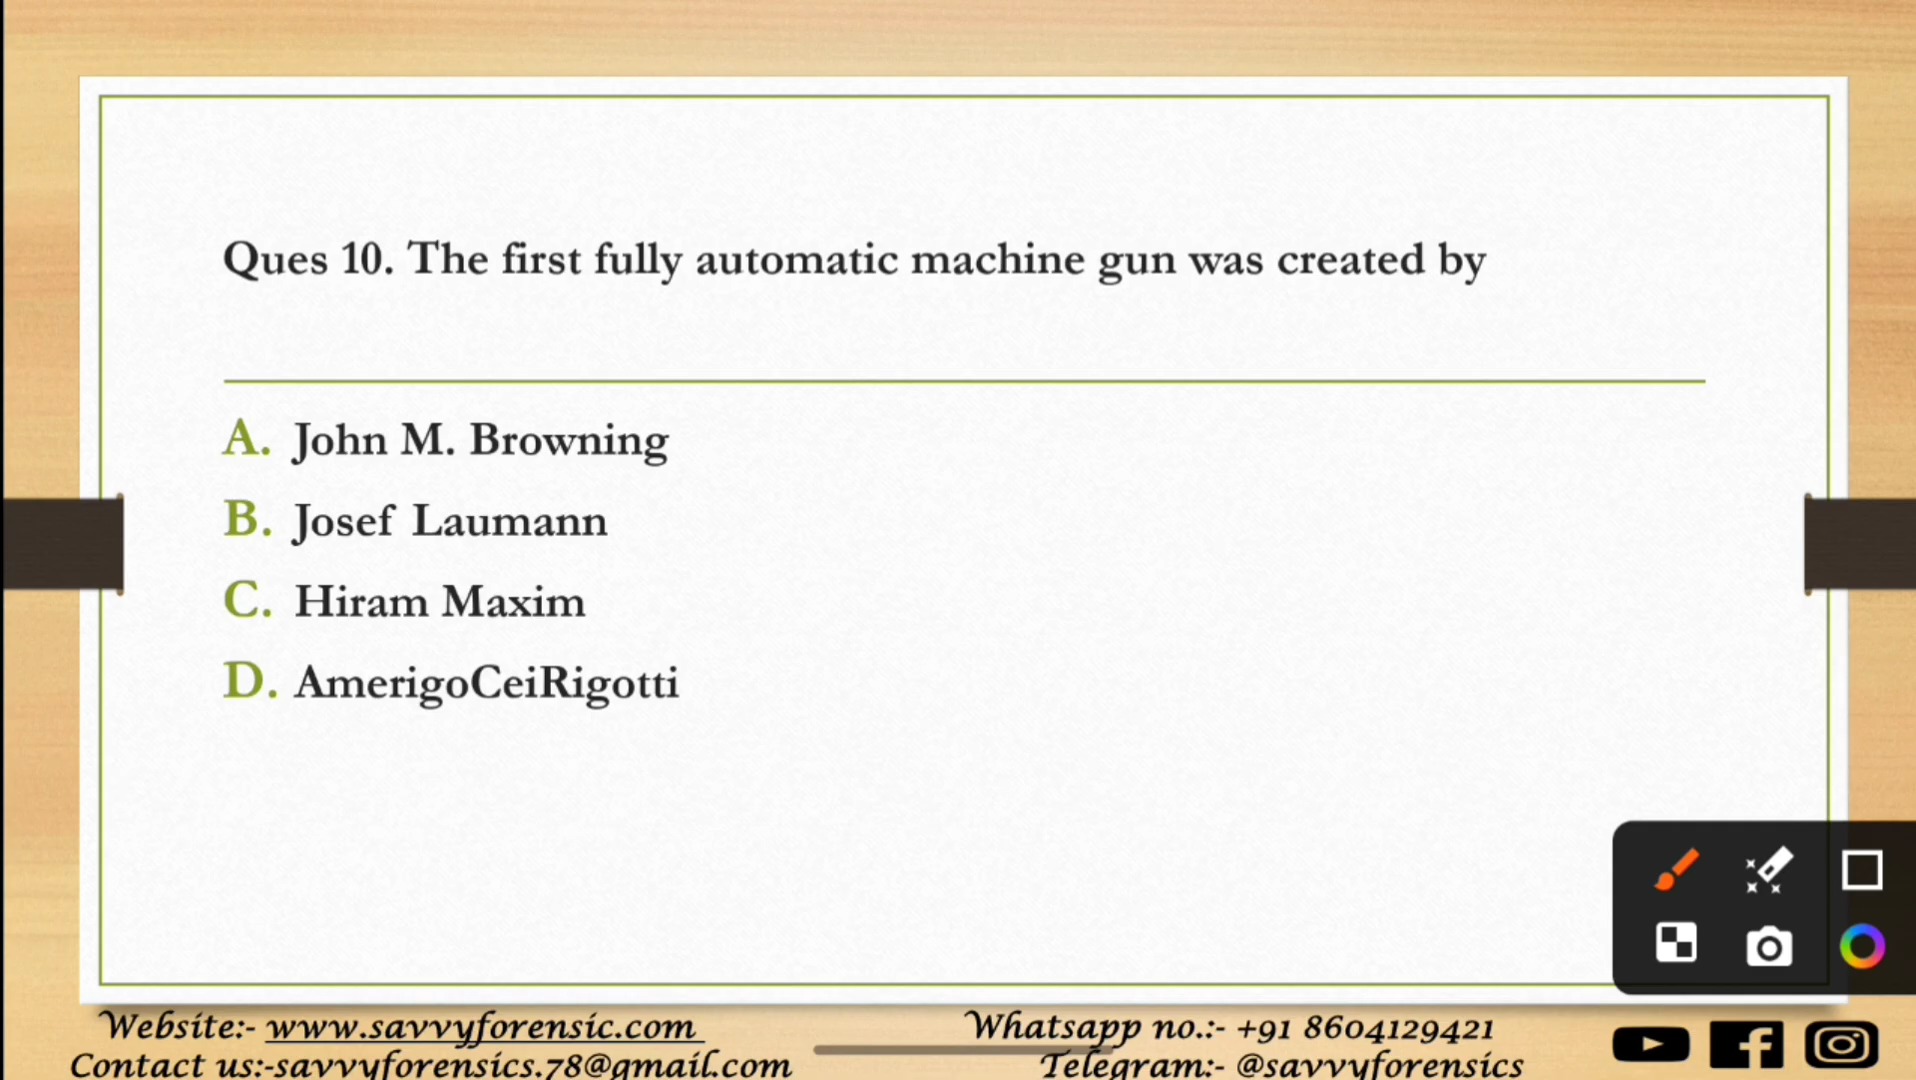 Ques 10. The first fully automatic machine gun was created by
A. John M. Browning
B. Josef Laumann
C. Hiram Maxim
D. AmerigoCeiRigotti
Website:- www.savvyforensic.com
Whatsapp no.:- +91 8604129421
Contact us:-savvyforensics.78@gmail.com
Telegram:- @savvyforensics